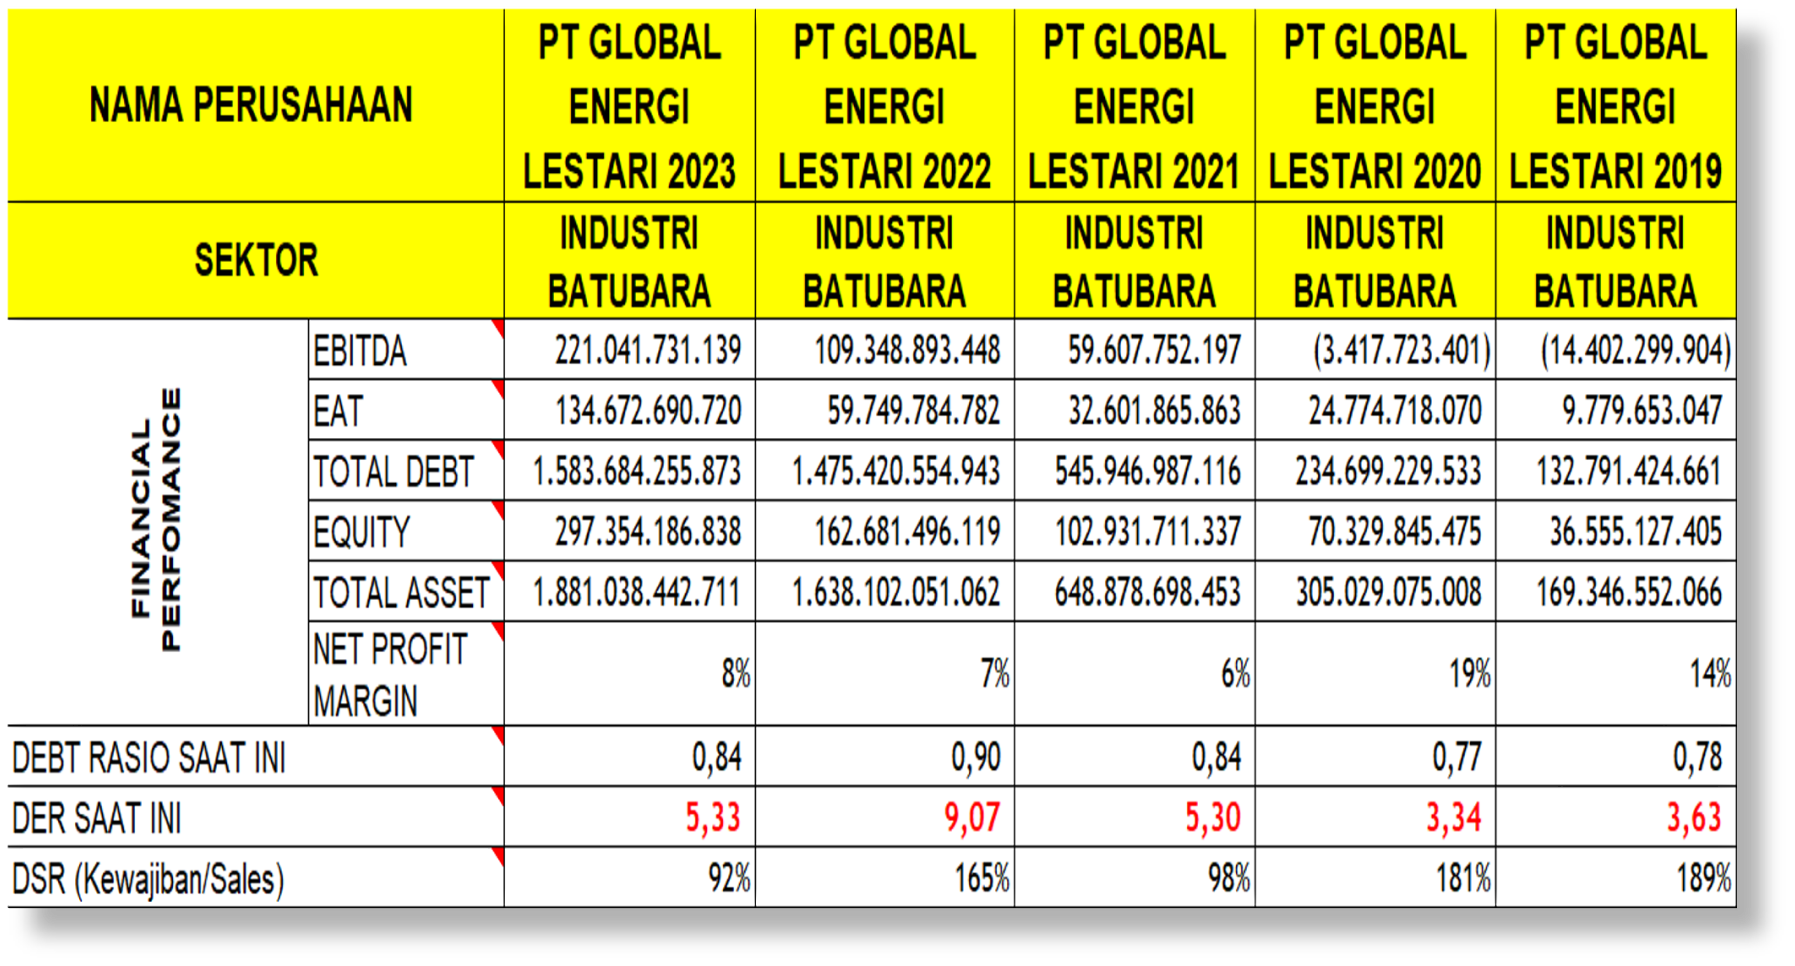 NAMA PERUSAHAAN
PT GLOBAL ENERGI LESTARI 2023
PT GLOBAL ENERGI LESTARI 2022
PT GLOBAL ENERGI LESTARI 2021
PT GLOBAL ENERGI LESTARI 2020
PT GLOBAL ENERGI LESTARI 2019
SEKTOR
INDUSTRI BATUBARA
INDUSTRI BATUBARA
INDUSTRI BATUBARA
INDUSTRI BATUBARA
INDUSTRI BATUBARA
FINANCIAL
PERFOMANCE
EBITDA 221.041.731.139 109.348.893.448 59.607.752.197 (3.417.723.401) (14.402.299.904)
EAT 134.672.690.720 59.749.784.782 32.601.865.863 24.774.718.070 9.779.653.047
TOTAL DEBT 1.583.684.255.873 1.475.420.554.943 545.946.987.116 234.699.229.533 132.791.424.661
EQUITY 297.354.186.838 162.681.496.119 102.931.711.337 70.329.845.475 36.555.127.405
TOTAL ASSET 1.881.038.442.711 1.638.102.051.062 648.878.698.453 305.029.075.008 169.346.552.066
NET PROFIT
MARGIN 8% 7% 6% 19% 14%
DEBT RASIO SAAT INI 0,84 0,90 0,84 0,77 0,78
DER SAAT INI 5,33 9,07 5,30 3,34 3,63
DSR (Kewajiban/Sales) 92% 165% 98% 181% 189%